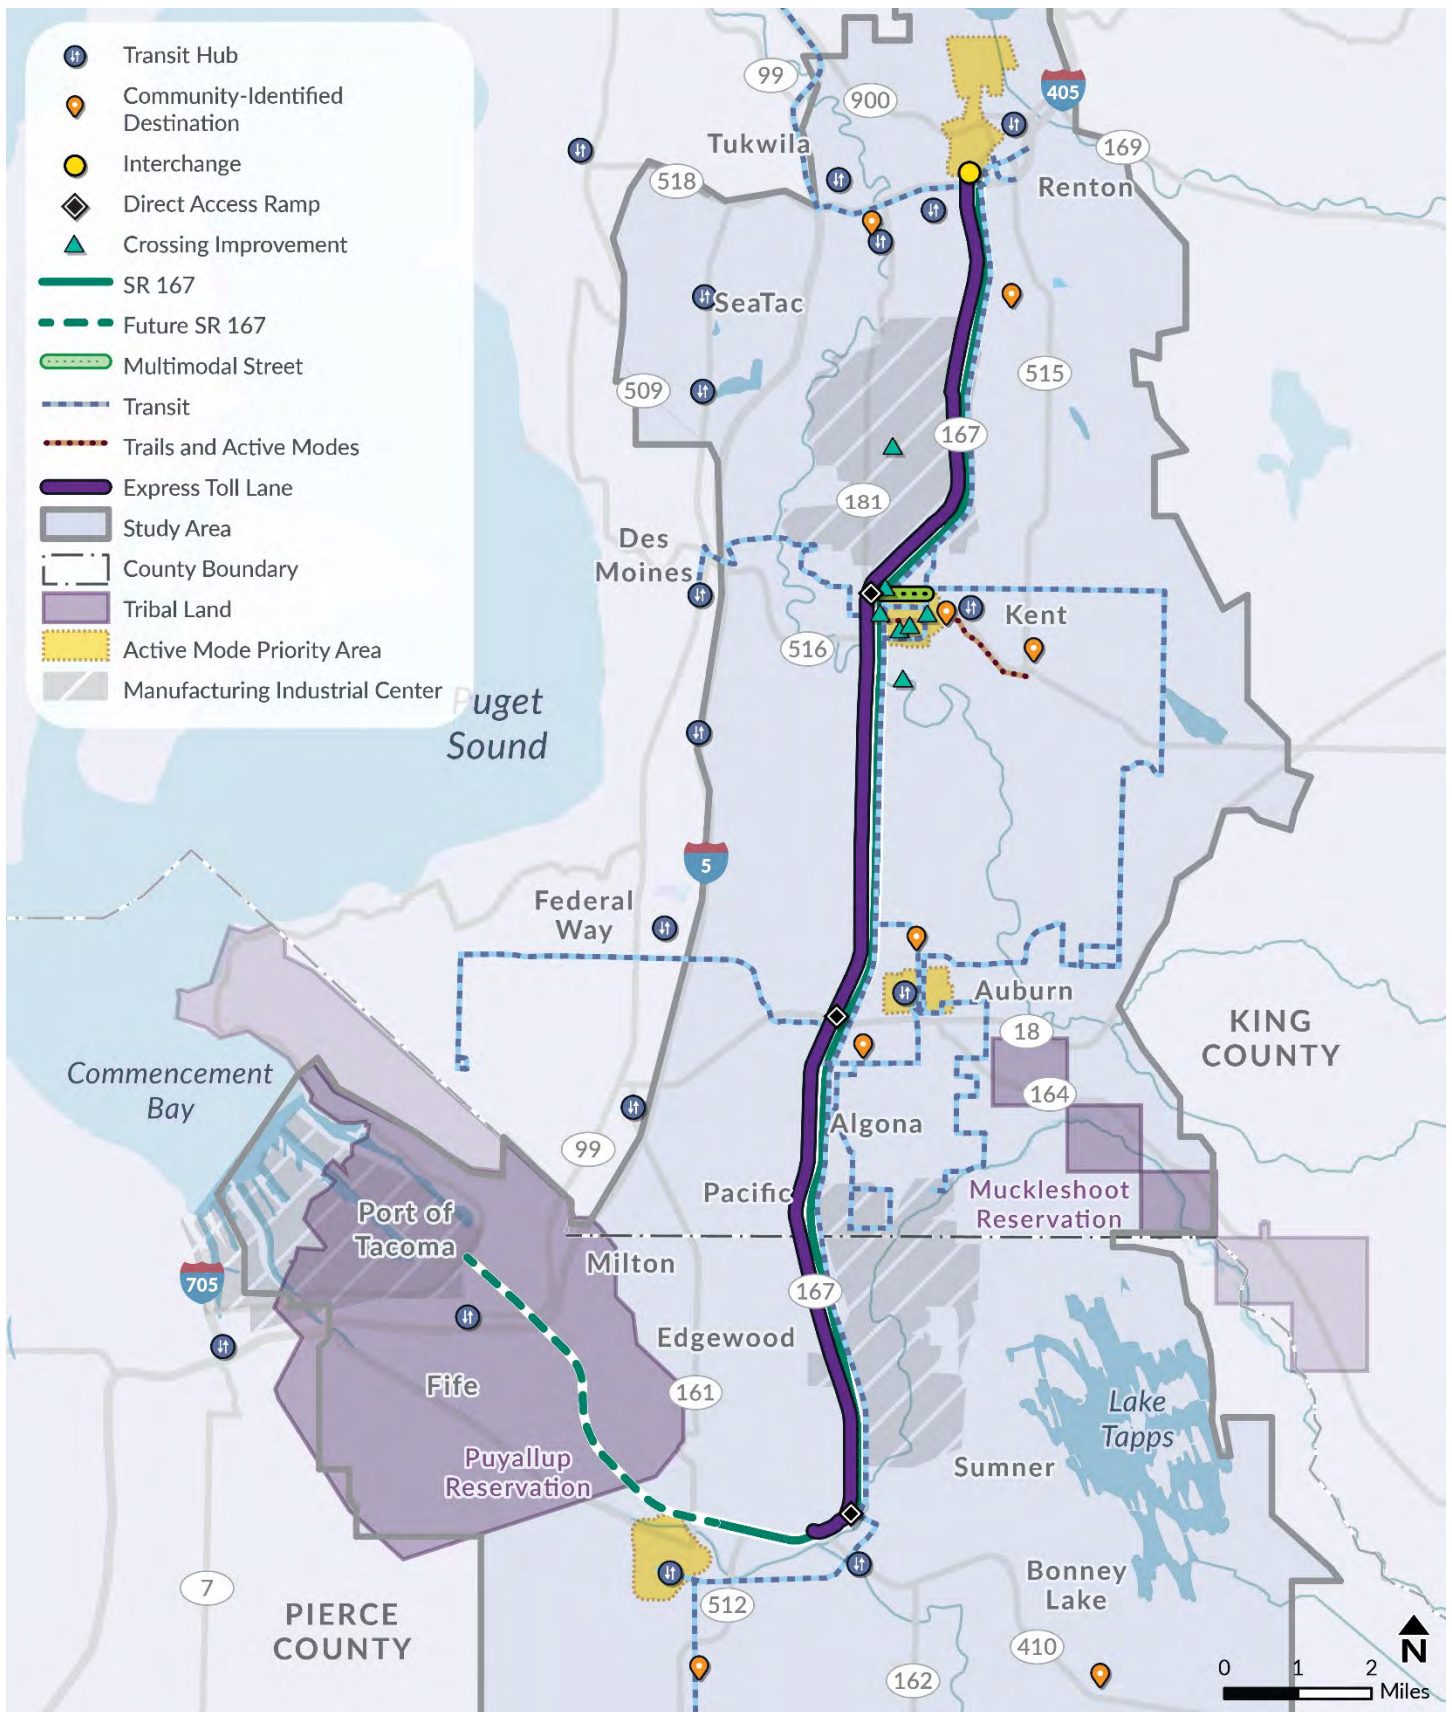 Transit Hub
Community-Identified
Destination
Interchange
Direct Access Ramp
Crossing Improvement
SR 167
Future SR 167
Multimodal Street
Transit
Trails and Active Modes
Express Toll Lane
Study Area
County Boundary
Tribal Land
Active Mode Priority Area
Manufacturing Industrial Center
99
900
405
Tukwila
169
518
Renton
SeaTac
509
515
167
181
Des
Moines
516
Kent
Puget
Sound
5
Federal
Way
Auburn
18
KING
COUNTY
Commencement
Bay
164
99
Algona
Pacific
Muckleshoot
Reservation
Port of
Tacoma
Milton
705
167
Edgewood
Fife
161
Lake
Tapps
Puyallup
Reservation
Sumner
7
PIERCE
COUNTY
512
Bonney
Lake
410
162
N
0 1 2
Miles